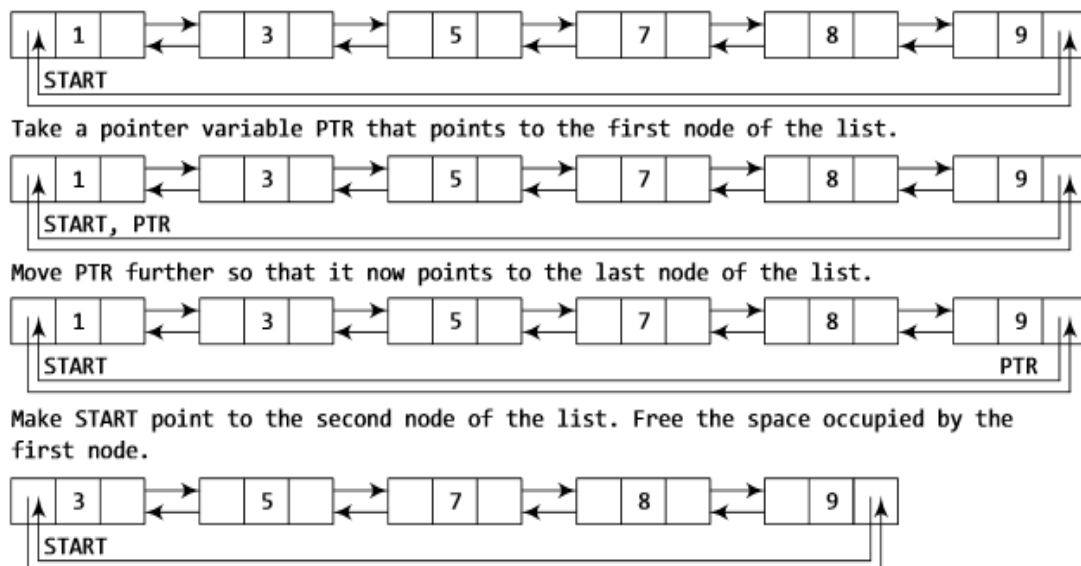 1 3 5 7 8 9
START
Take a pointer variable PTR that points to the first node of the list.
1 3 5 7 8 9
START, PTR
Move PTR further so that it now points to the last node of the list.
1 3 5 7 8 9
START PTR
Make START point to the second node of the list. Free the space occupied by the
first node.
3 5 7 8 9
START